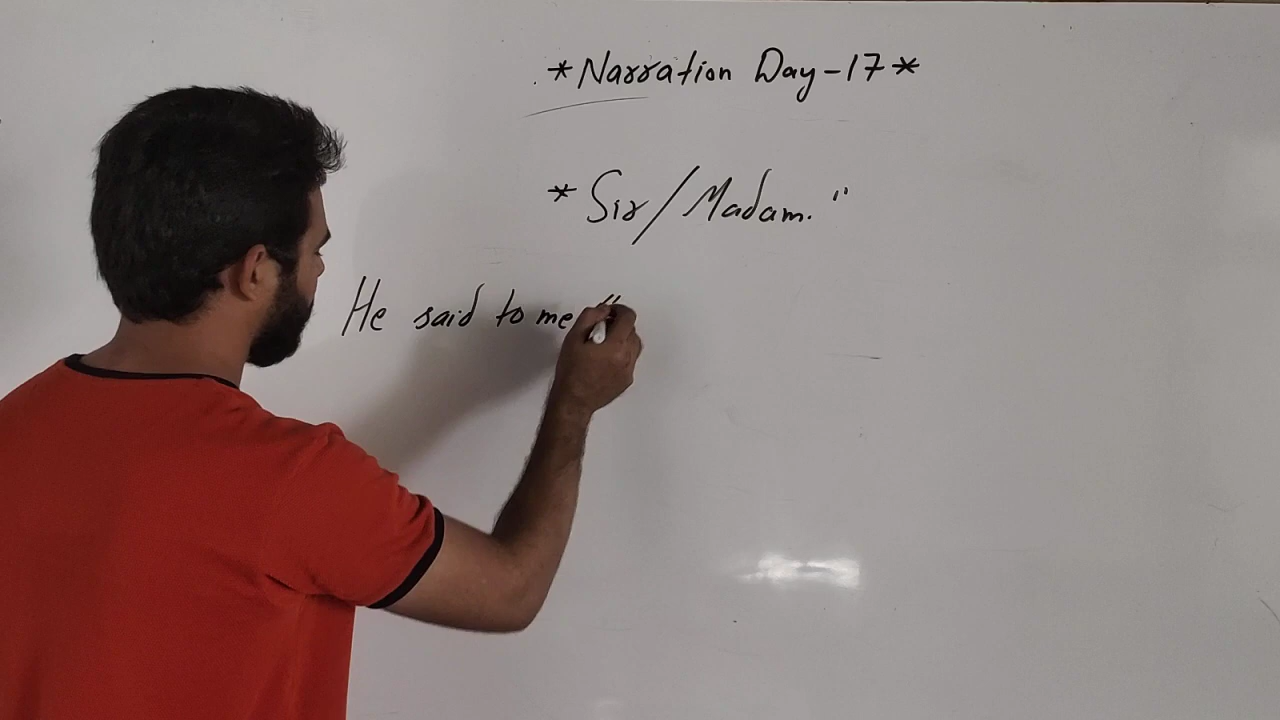 *Narration Day-17*
*Sir/Madam."
He said to me "